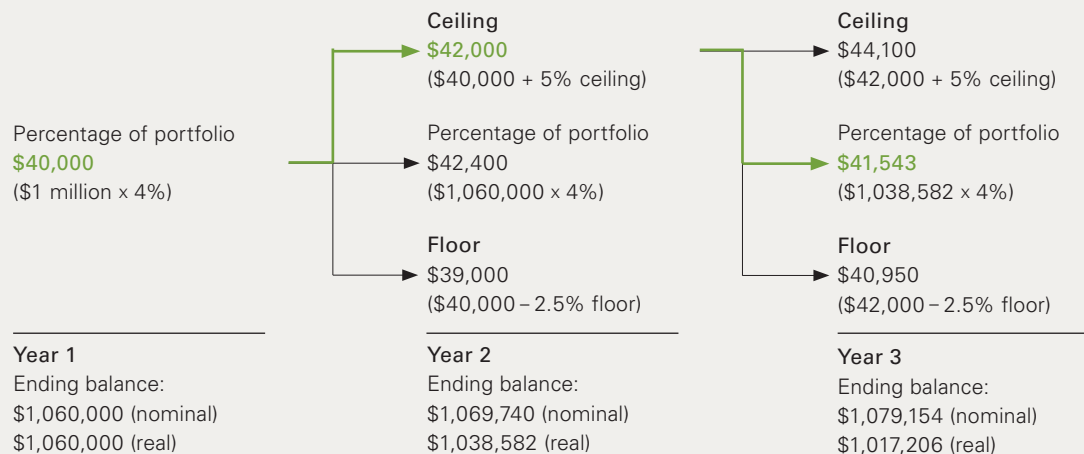 Percentage of portfolio
$40,000
($1 million x 4%)
Ceiling
$42,000
($40,000 + 5% ceiling)
Percentage of portfolio
$42,400
($1,060,000 x 4%)
Floor
$39,000
($40,000 – 2.5% floor)
Ceiling
$44,100
($42,000 + 5% ceiling)
Percentage of portfolio
$41,543
($1,038,582 x 4%)
Floor
$40,950
($42,000 – 2.5% floor)
Year 1
Ending balance:
$1,060,000 (nominal)
$1,060,000 (real)
Year 2
Ending balance:
$1,069,740 (nominal)
$1,038,582 (real)
Year 3
Ending balance:
$1,079,154 (nominal)
$1,017,206 (real)